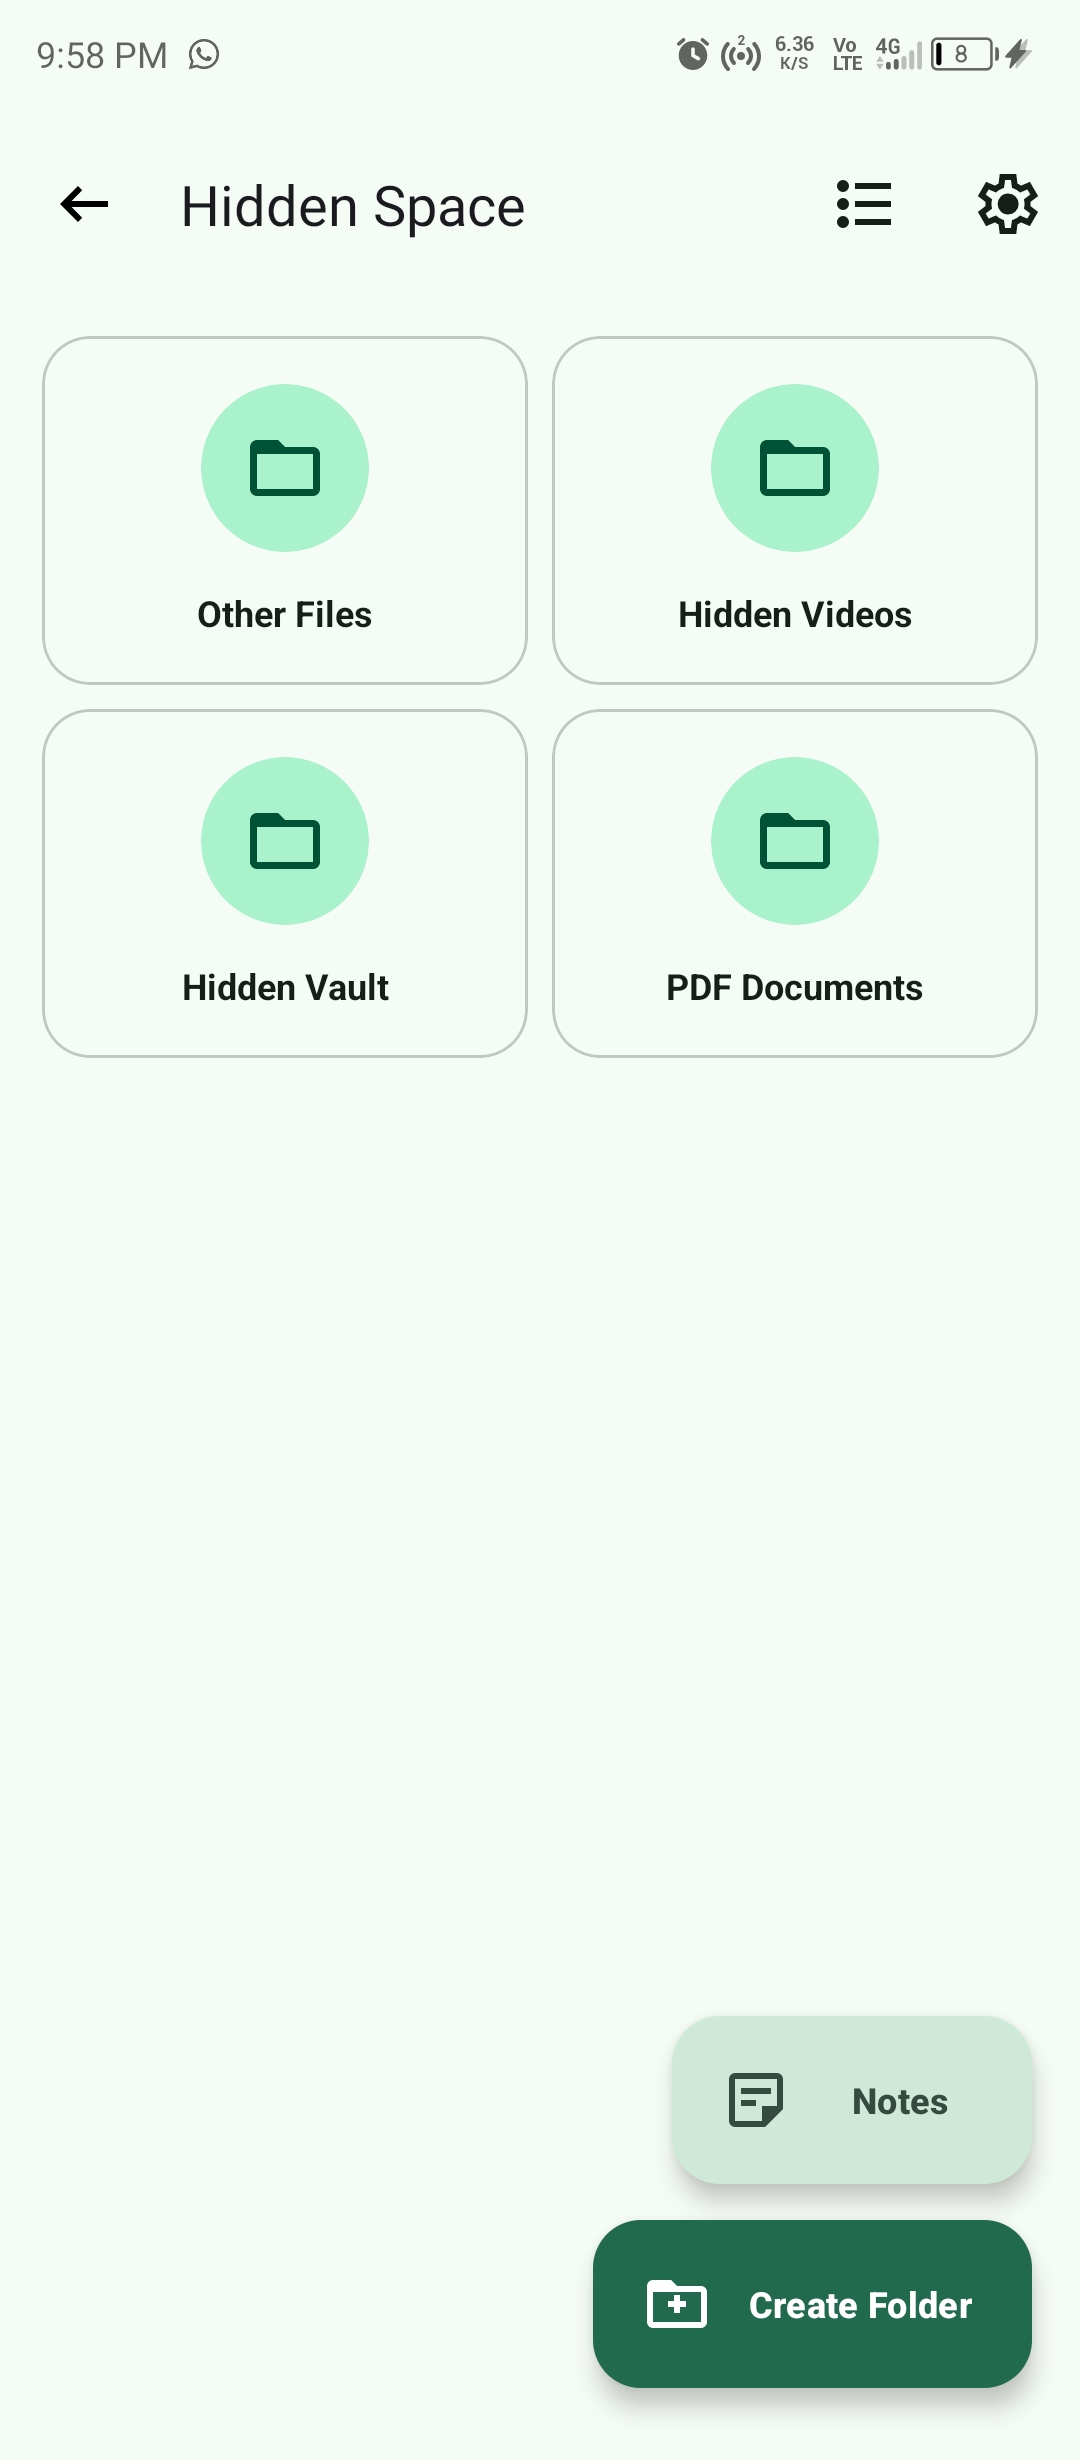 9:58 PM 2 6.36 K/S Vo LTE 4G 8
Hidden Space
Other Files Hidden Videos
Hidden Vault PDF Documents
Notes
Create Folder